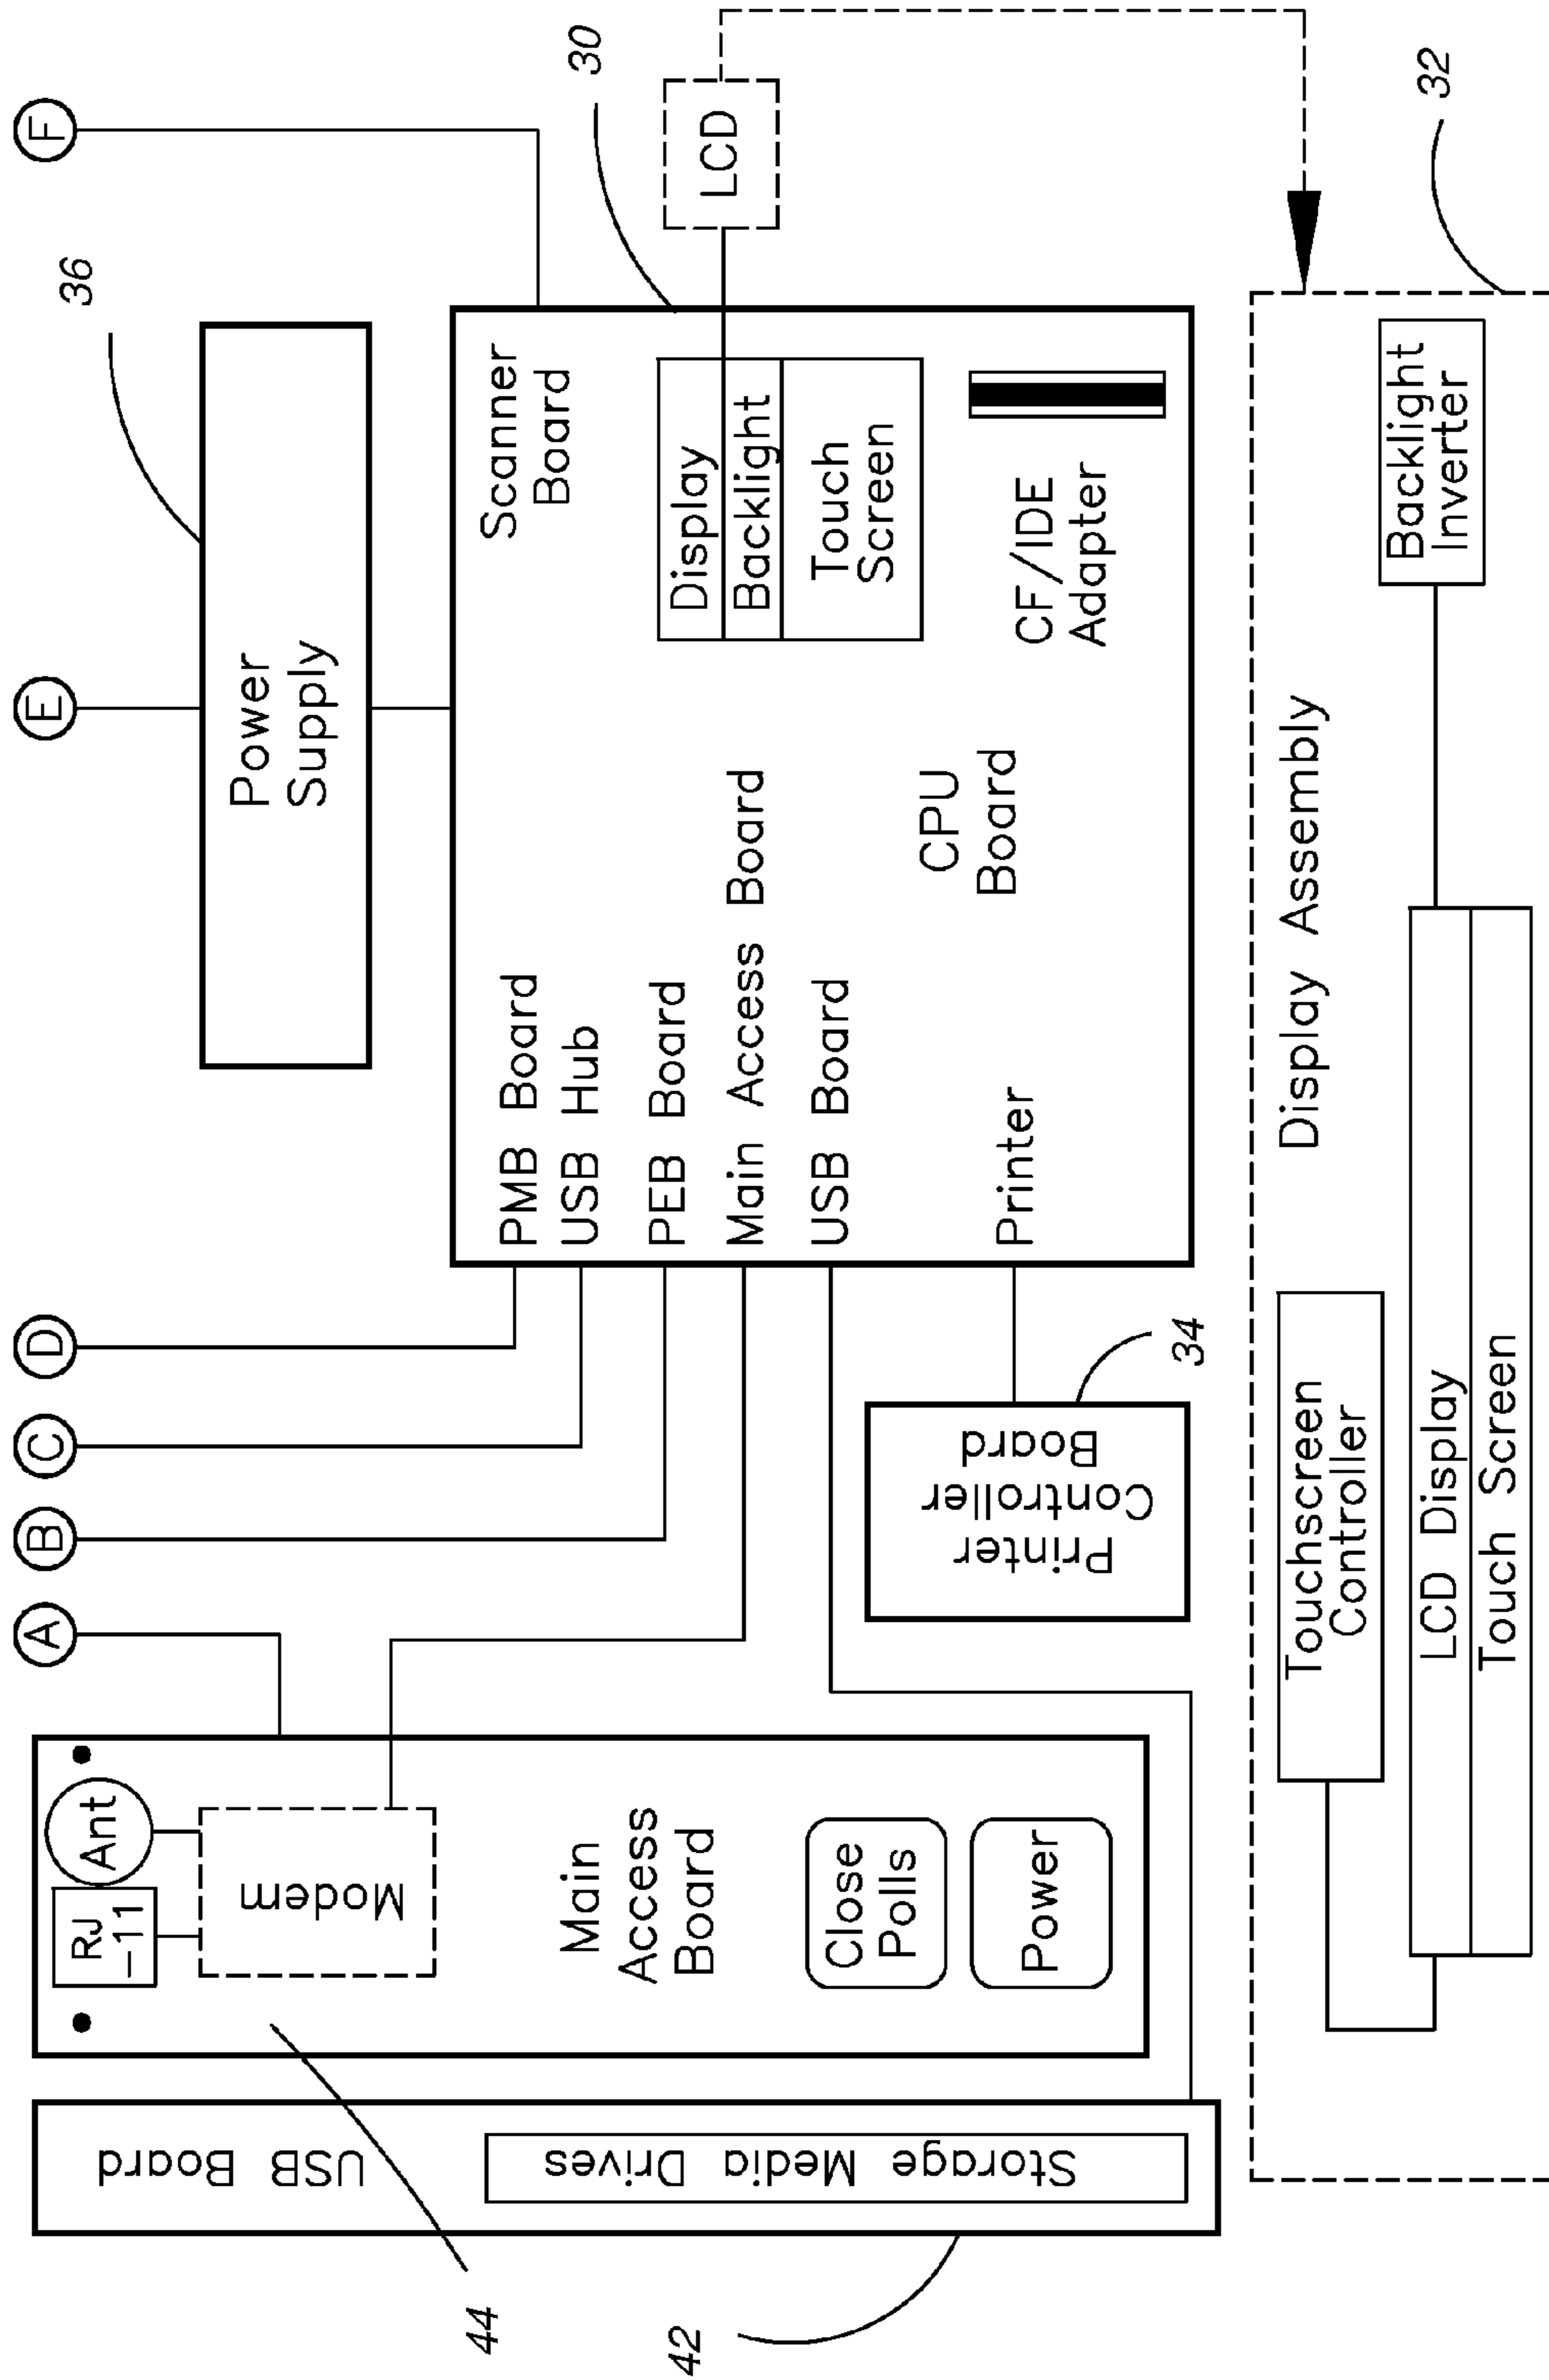 A
B
C
D
E
F
36
Power
Supply
30
RJ
-11
Ant
Modem
Main
Access
Board
Close
Polls
Power
44
USB Board
Storage Media Drives
42
PMB Board
USB Hub
PEB Board
Main Access Board
USB Board
Printer
CPU
Board
Scanner
Board
Display
Backlight
Touch
Screen
CF/IDE
Adapter
LCD
Printer
Controller
Board
34
Display Assembly
32
Touchscreen
Controller
LCD Display
Touch Screen
Backlight
Inverter